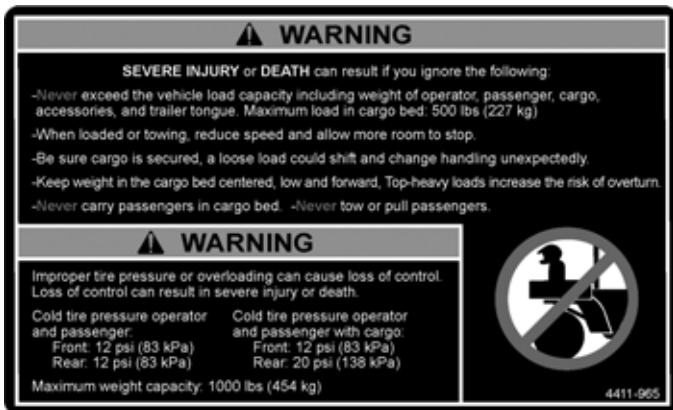 WARNING
SEVERE INJURY or DEATH can result if you ignore the following:
-Never exceed the vehicle load capacity including weight of operator, passenger, cargo,
accessories, and trailer tongue. Maximum load in cargo bed: 500 lbs (227 kg)
-When loaded or towing, reduce speed and allow more room to stop.
-Be sure cargo is secured, a loose load could shift and change handling unexpectedly.
-Keep weight in the cargo bed centered, low and forward, Top-heavy loads increase the risk of overturn.
-Never carry passengers in cargo bed. -Never tow or pull passengers.
WARNING
Improper tire pressure or overloading can cause loss of control.
Loss of control can result in severe injury or death.
Cold tire pressure operator
and passenger:
Front: 12 psi (83 kPa)
Rear: 12 psi (83 kPa)
Cold tire pressure operator
and passenger with cargo:
Front: 12 psi (83 kPa)
Rear: 20 psi (138 kPa)
Maximum weight capacity: 1000 lbs (454 kg)
4411-965